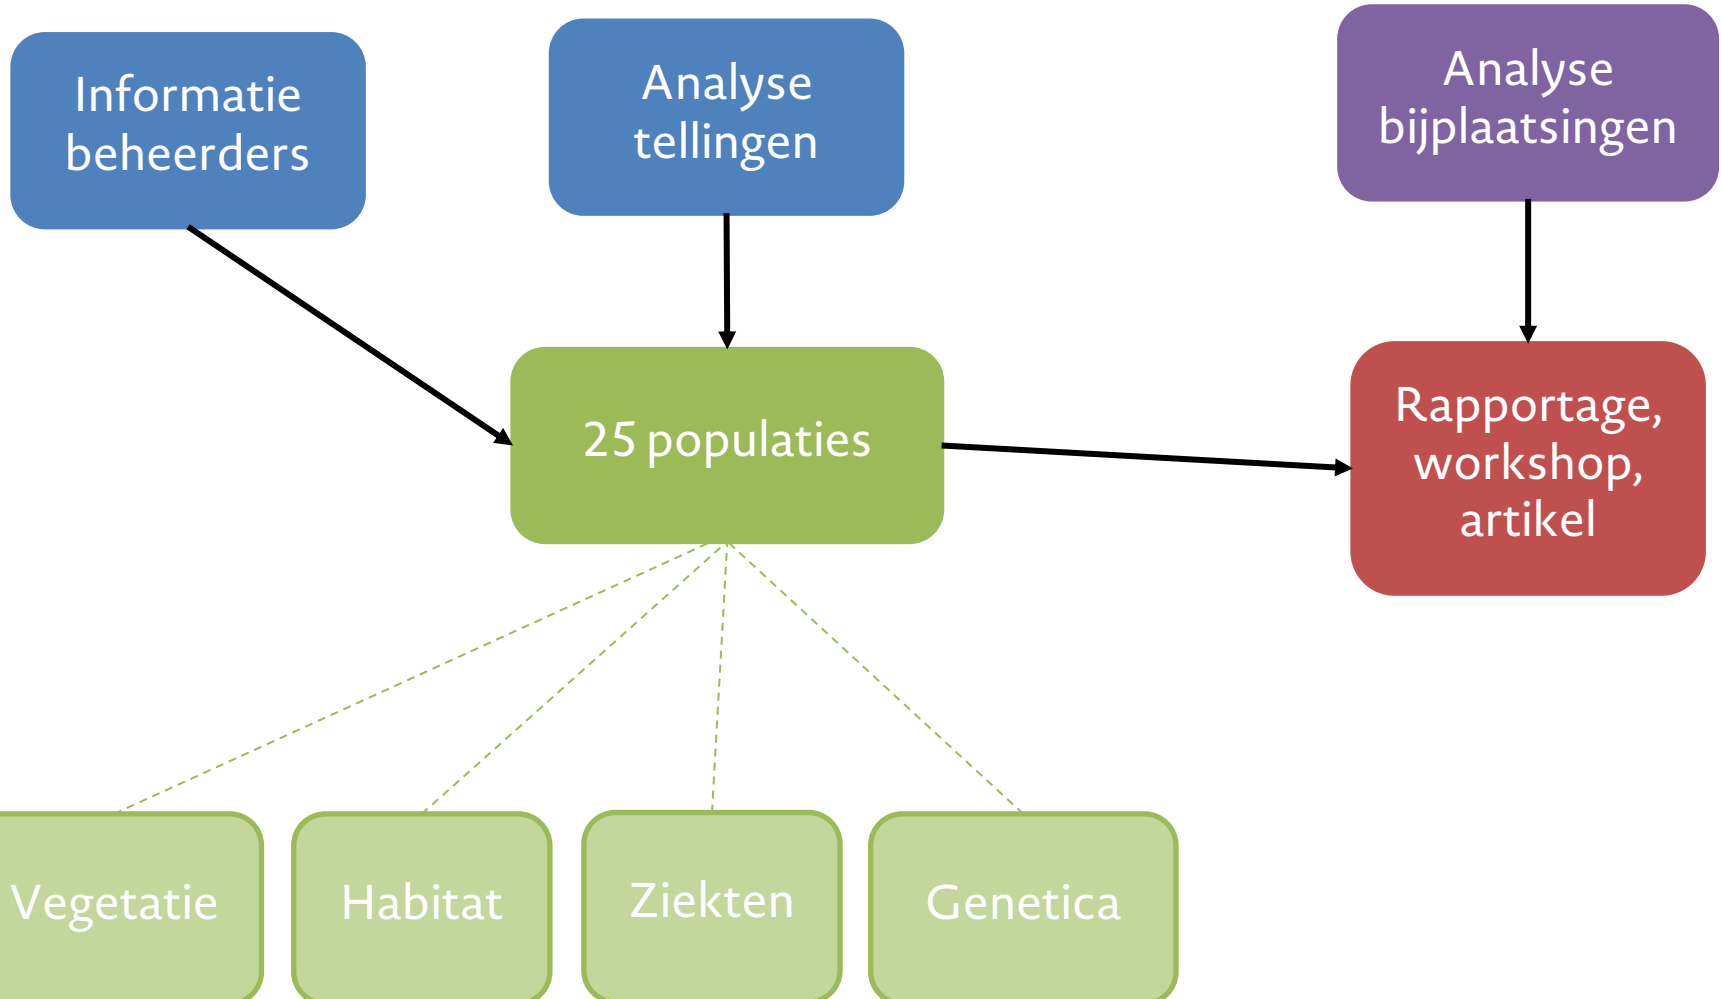 Informatie
beheerders
Analyse
tellingen
Analyse
bijplaatsingen
25 populaties
Rapportage,
workshop,
artikel
Vegetatie
Habitat
Ziekten
Genetica